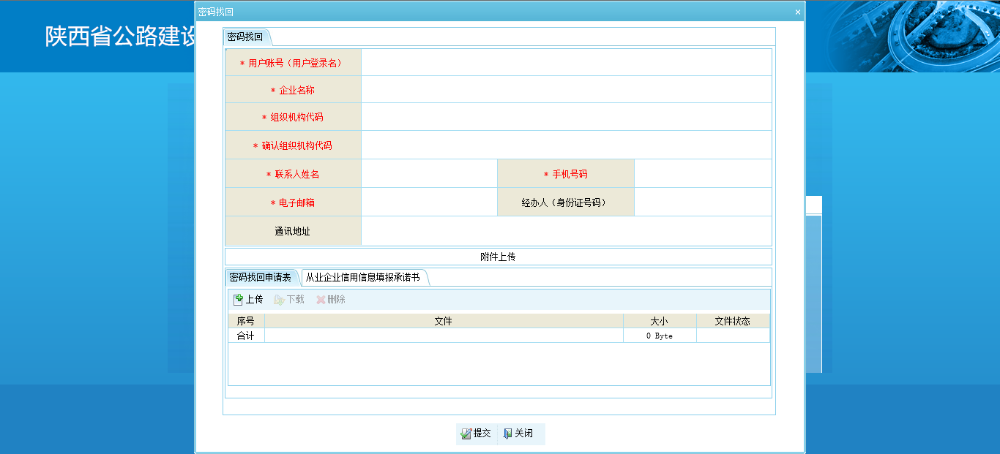 密码找回
×
陕西省公路建设
密码找回
* 用户账号（用户登录名）
* 企业名称
* 组织机构代码
* 确认组织机构代码
* 联系人姓名
* 手机号码
* 电子邮箱
经办人（身份证号码）
通讯地址
附件上传
密码找回申请表 从业企业信用信息填报承诺书
上传 下载 删除
序号 文件 大小 文件状态
合计 0 Byte
提交 关闭